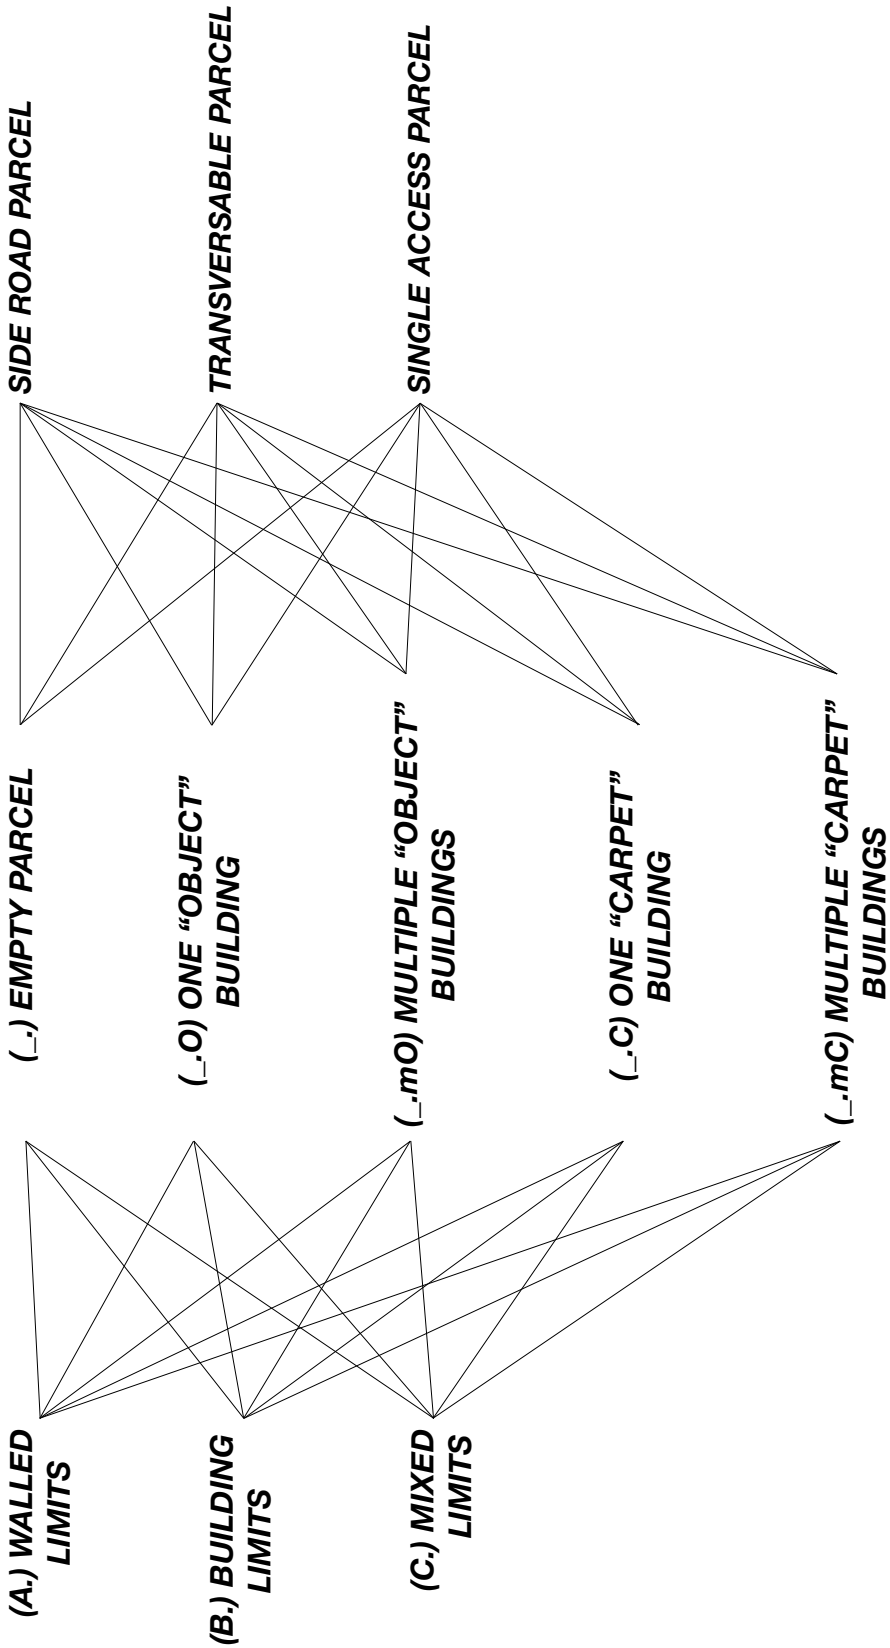 (A.) WALLED
LIMITS
(B.) BUILDING
LIMITS
(C.) MIXED
LIMITS
(_.) EMPTY PARCEL
(_.O) ONE “OBJECT”
BUILDING
(_.mO) MULTIPLE “OBJECT”
BUILDINGS
(_.C) ONE “CARPET”
BUILDING
(_.mC) MULTIPLE “CARPET”
BUILDINGS
SIDE ROAD PARCEL
TRANSVERSABLE PARCEL
SINGLE ACCESS PARCEL